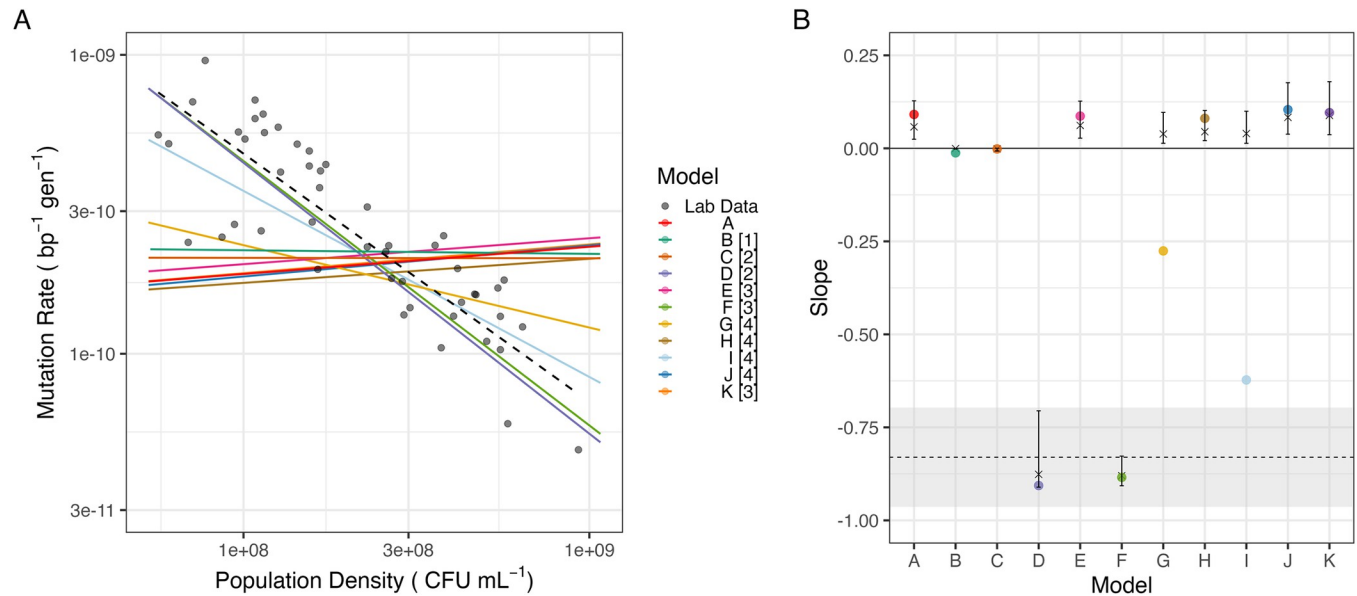 A
1e-09
3e-10
1e-10
3e-11
Mutation Rate ( bp⁻¹ gen⁻¹)
1e+08
3e+08
1e+09
Population Density ( CFU mL⁻¹)
Model
Lab Data
A
B [1]
C [2]
D [2]
E [3]
F [3]
G [4]
H [4]
I [4]
J [4]
K [3]
B
0.25
0.00
-0.25
-0.50
-0.75
-1.00
Slope
A B C D E F G H I J K
Model